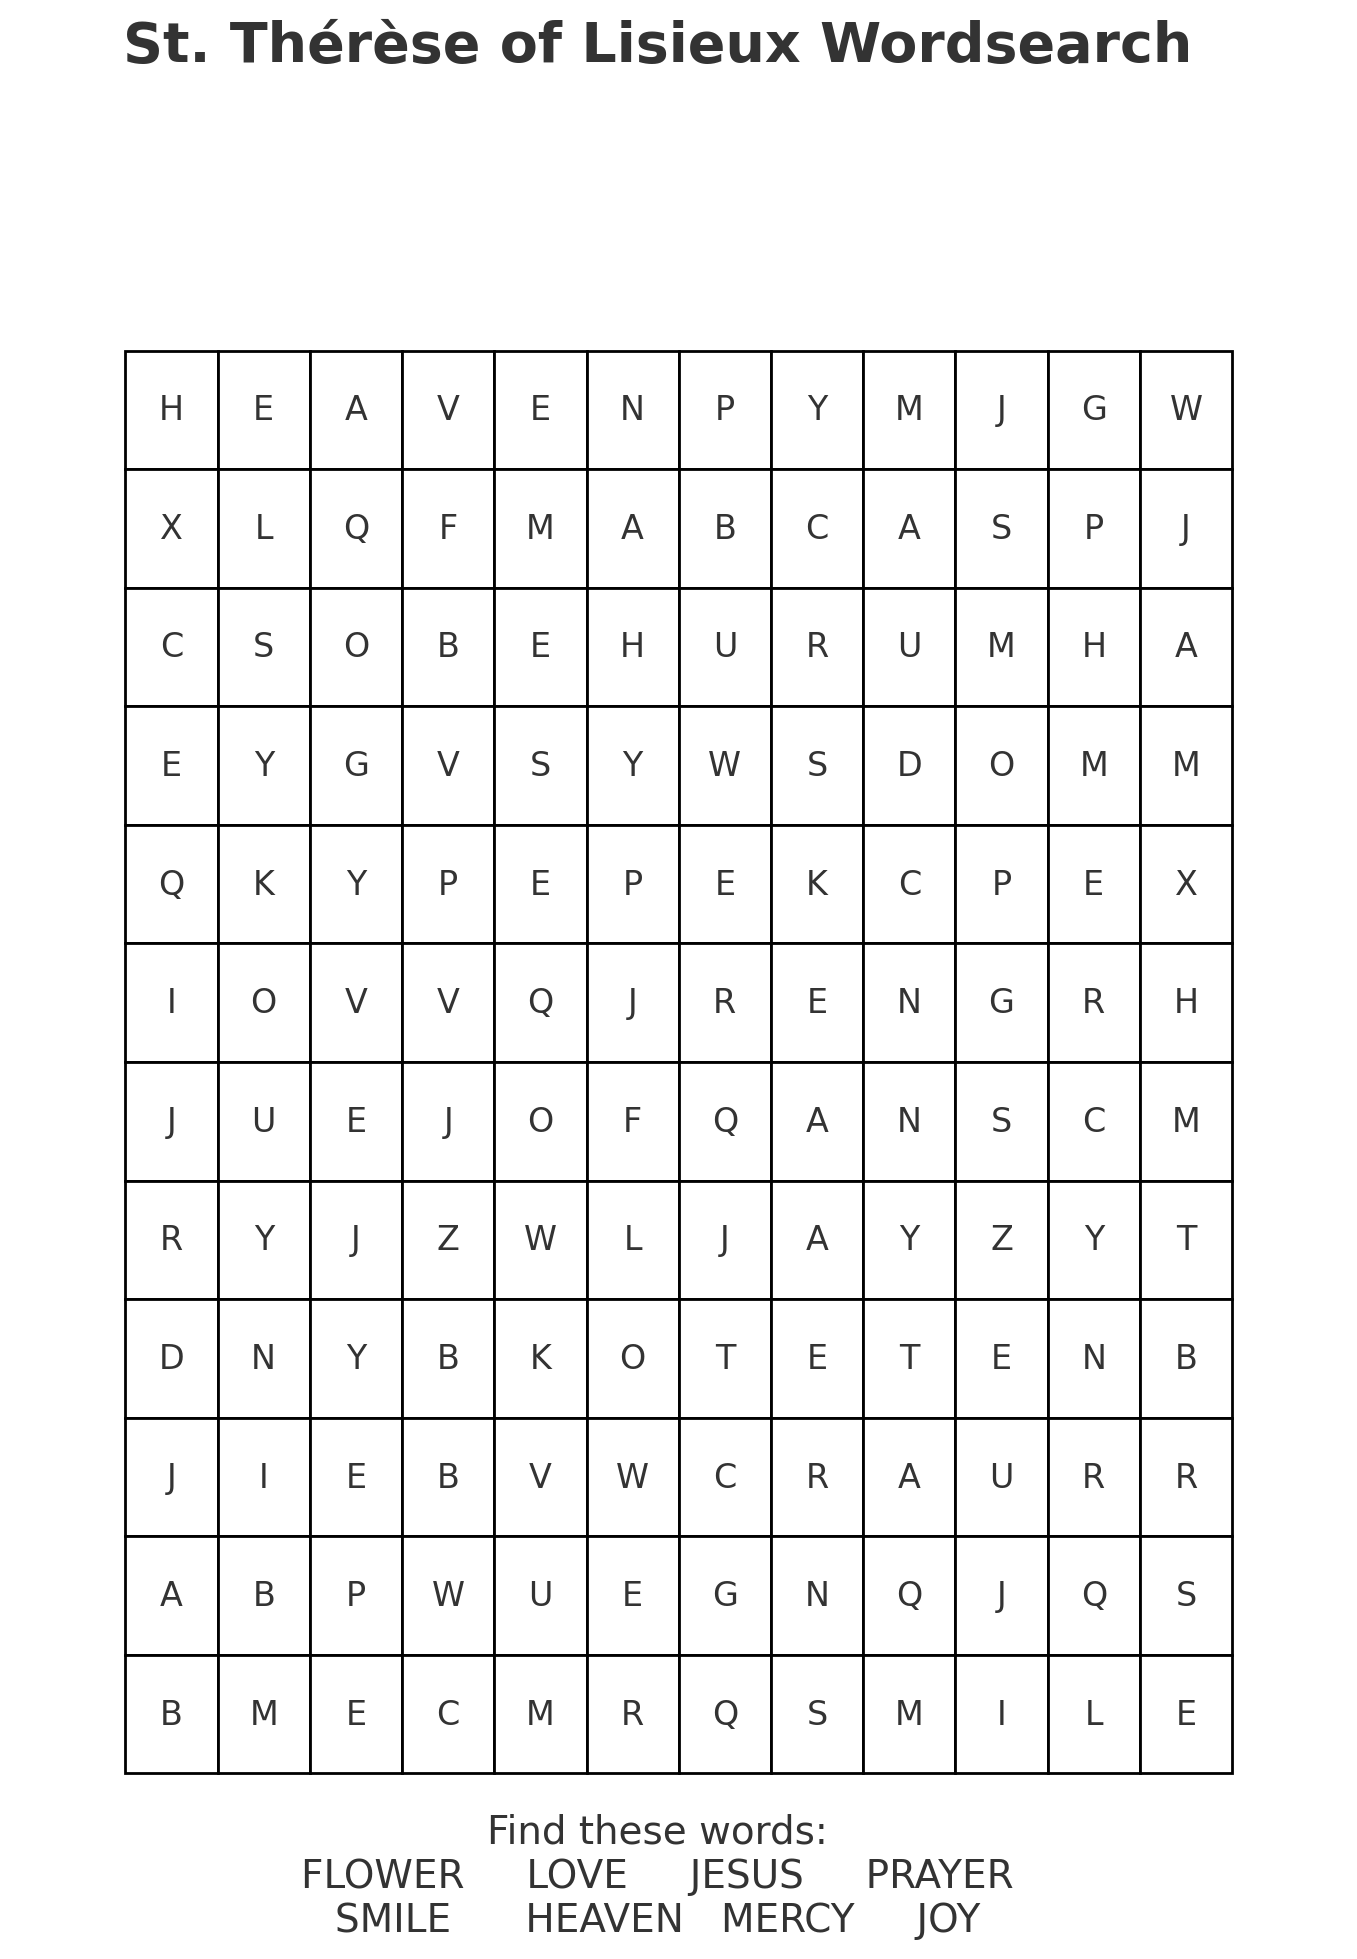 St. Thérèse of Lisieux Wordsearch
H E A V E N P Y M J G W
X L Q F M A B C A S P J
C S O B E H U R U M H A
E Y G V S Y W S D O M M
Q K Y P E P E K C P E X
I O V V Q J R E N G R H
J U E J O F Q A N S C M
R Y J Z W L J A Y Z Y T
D N Y B K O T E T E N B
J I E B V W C R A U R R
A B P W U E G N Q J Q S
B M E C M R Q S M I L E
Find these words:
FLOWER LOVE JESUS PRAYER
SMILE HEAVEN MERCY JOY